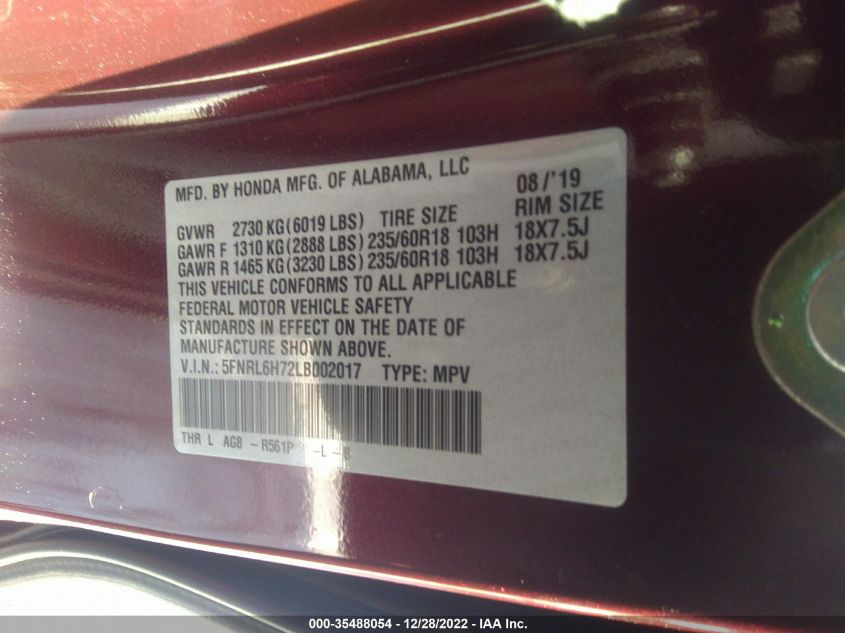 MFD. BY HONDA MFG. OF ALABAMA, LLC 08/'19
GVWR 2730 KG(6019 LBS) TIRE SIZE RIM SIZE
GAWR F 1310 KG(2888 LBS) 235/60R18 103H 18X7.5J
GAWR R 1465 KG(3230 LBS) 235/60R18 103H 18X7.5J
THIS VEHICLE CONFORMS TO ALL APPLICABLE
FEDERAL MOTOR VEHICLE SAFETY
STANDARDS IN EFFECT ON THE DATE OF
MANUFACTURE SHOWN ABOVE.
V.I.N.: 5FNRL6H72LB002017 TYPE: MPV
THR L AG8 - R561P -L -B
000-35488054 - 12/28/2022 - IAA Inc.